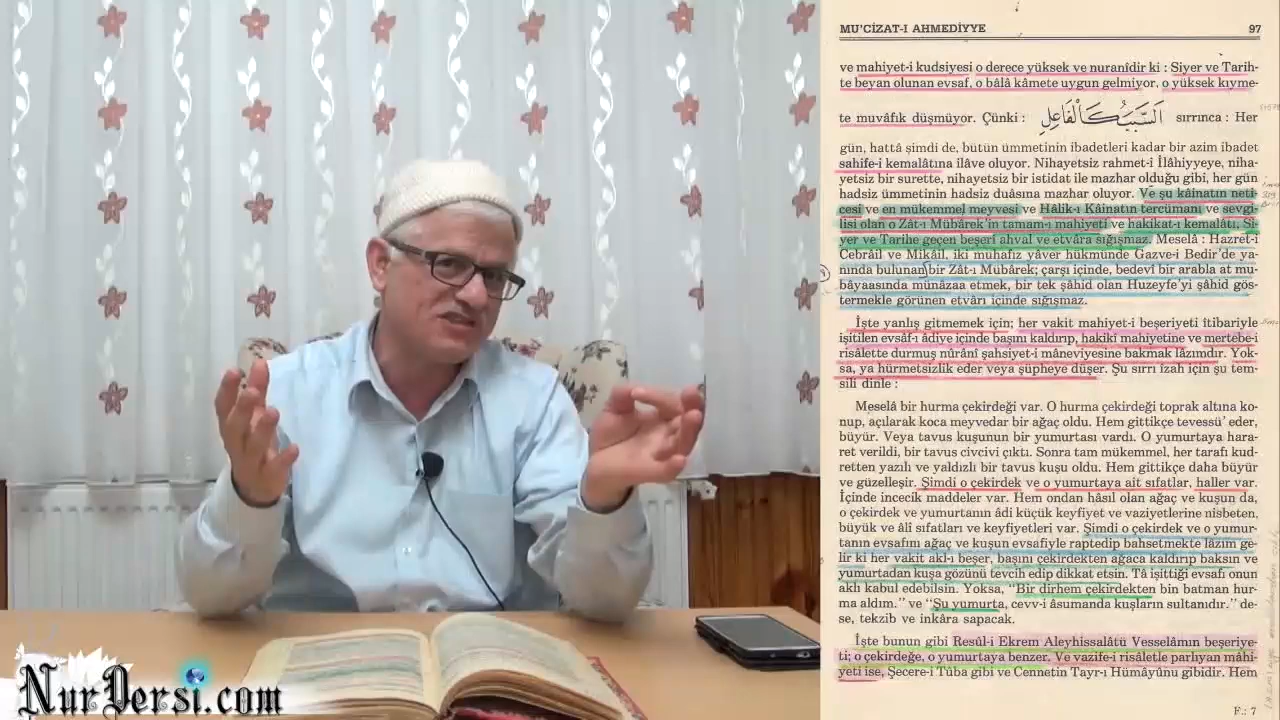 MU'CİZAT-I AHMEDİYYE 97
ve mahiyet-i kudsiyesi o derece yüksek ve nuranîdir ki : Siyer ve Tarih-
te beyan olunan evsaf, o bâlâ kâmete uygun gelmiyor, o yüksek kıyme-
te muvâfık düşmüyor. Çünki : اَلسَّبَبُ كَالْفَاعِلِ sırrınca : Her
gün, hattâ şimdi de, bütün ümmetinin ibadetleri kadar bir azim ibadet
sahife-i kemalâtına ilâve oluyor. Nihayetsiz rahmet-i İlâhiyyeye, niha-
yetsiz bir surette, nihayetsiz bir istidat ile mazhar olduğu gibi, her gün
hadsiz ümmetinin hadsiz duâsına mazhar oluyor. Ve şu kâinatın neti-
cesi ve en mükemmel meyvesi ve Hâlik-ı Kâinatın tercümanı ve sevgi-
lisi olan o Zât-ı Mübârek'in tamam-ı mahiyeti ve hakikat-ı kemalâtı; Si-
yer ve Tarihe geçen beşerî ahval ve etvâra sığışmaz. Meselâ : Hazret-i
Cebrâil ve Mikâil, iki muhafız yâver hükmünde Gazve-i Bedir'de ya-
nında bulunan bir Zât-ı Mübarek; çarşı içinde, bedevi bir arabla at mu-
bâyaasında münâzaa etmek, bir tek şâhid olan Huzeyfe'yi şâhid gös-
termekle görünen etvârı içinde sığışmaz.
İşte yanlış gitmemek için; her vakit mahiyet-i beşeriyeti îtibariyle
işitilen evsâf-ı âdiye içinde başını kaldırıp, hakikî mahiyetine ve mertebe-i
risâlette durmuş nûrâni şahsiyet-i mâneviyesine bakmak lâzımdır. Yok-
sa, ya hürmetsizlik eder veya şüpheye düşer. Şu sırrı izah için şu tem-
sili dinle :
Meselâ bir hurma çekirdeği var. O hurma çekirdeği toprak altına ko-
nup, açılarak koca meyvedar bir ağaç oldu. Hem gittikçe tevessü' eder,
büyür. Veya tavus kuşunun bir yumurtası vardı. O yumurtaya hara-
ret verildi, bir tavus civcivi çıktı. Sonra tam mükemmel, her tarafı kud-
retten yazılı ve yaldızlı bir tavus kuşu oldu. Hem gittikçe daha büyür
ve güzelleşir. Şimdi o çekirdek ve o yumurtaya ait sıfatlar, haller var.
İçinde incecik maddeler var. Hem ondan hâsıl olan ağaç ve kuşun da,
o çekirdek ve yumurtanın âdi küçük keyfiyet ve vaziyetlerine nisbeten,
büyük ve âli sıfatları ve keyfiyetleri var. Şimdi o çekirdek ve o yumur-
tanın evsafını ağaç ve kuşun evsafiyle raptedip bahsetmekte lâzım ge-
lir ki her vakit akl-ı beşer, başını çekirdekten ağaca kaldırıp baksın ve
yumurtadan kuşa gözünü tevcih edip dikkat etsin. Tâ işittiği evsafı onun
aklı kabul edebilsin. Yoksa, "Bir dirhem çekirdekten bin batman hur-
ma aldım." ve "Şu yumurta, cevv-i âsumanda kuşların sultanıdır." de-
se, tekzib ve inkâra sapacak.
İşte bunun gibi Resûl-i Ekrem Aleyhissalâtü Vesselâmın beşeriye-
ti; o çekirdeğe, o yumurtaya benzer. Ve vazife-i risâletle parlıyan mâhi-
yeti ise, Şecere-i Tûba gibi ve Cennetin Tayr-ı Hümâyûnu gibidir. Hem
F.: 7
NurDersi.com